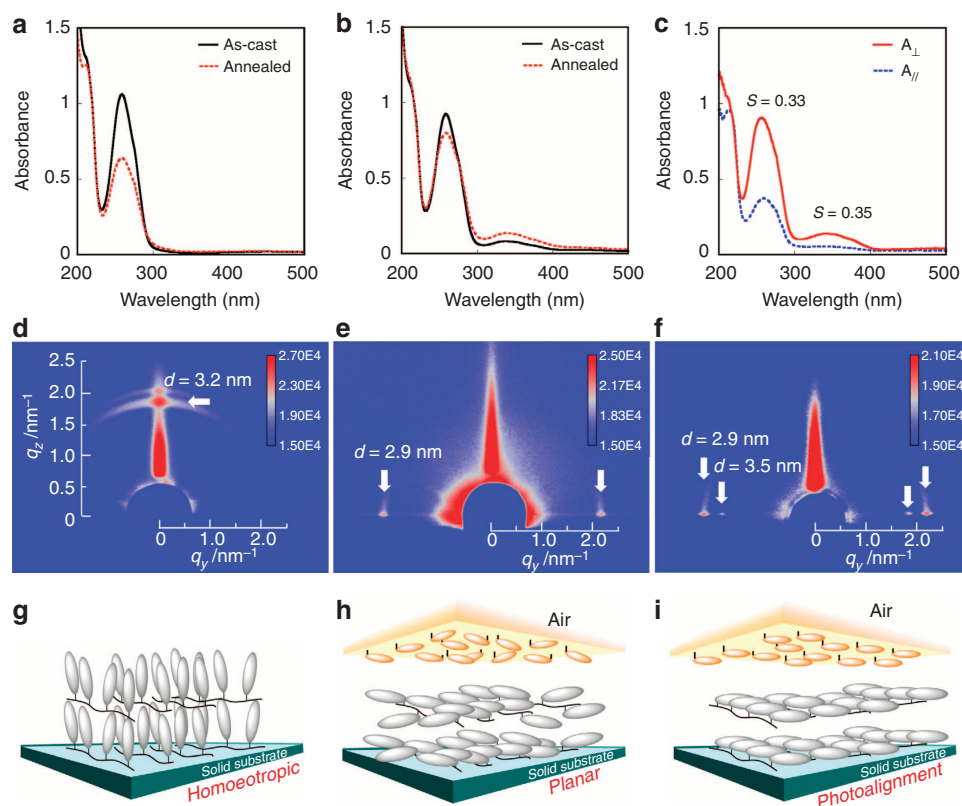 a
1.5
1
0.5
0
Absorbance
As-cast
Annealed
200 300 400 500
Wavelength (nm)
b
1.5
1
0.5
0
Absorbance
As-cast
Annealed
200 300 400 500
Wavelength (nm)
c
1.5
1
0.5
0
Absorbance
A⊥
A//
S = 0.33
S = 0.35
200 300 400 500
Wavelength (nm)
d
2.5
2.0
1.5
1.0
0.5
0
qz/nm–1
d = 3.2 nm
2.70E4
2.30E4
1.90E4
1.50E4
0 1.0 2.0
qy/nm–1
e
d = 2.9 nm
2.50E4
2.17E4
1.83E4
1.50E4
0 1.0 2.0
qy/nm–1
f
d = 2.9 nm
d = 3.5 nm
2.10E4
1.90E4
1.70E4
1.50E4
0 1.0 2.0
qy/nm–1
g
Solid substrate
Homoeotropic
h
Air
Solid substrate
Planar
i
Air
Solid substrate
Photoalignment